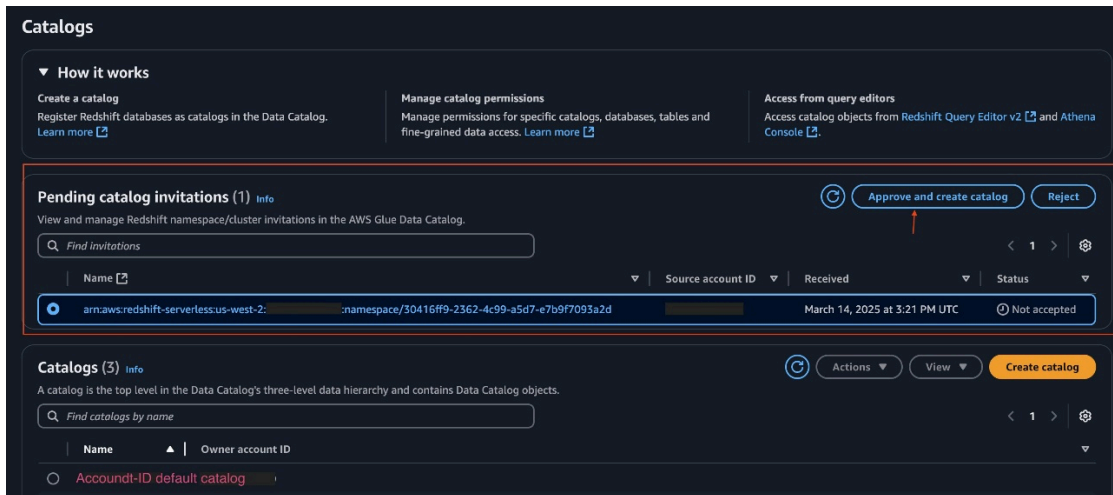 Catalogs
How it works
Create a catalog
Register Redshift databases as catalogs in the Data Catalog.
Learn more
Manage catalog permissions
Manage permissions for specific catalogs, databases, tables and
fine-grained data access. Learn more
Access from query editors
Access catalog objects from Redshift Query Editor v2 and Athena
Console.
Pending catalog invitations (1) Info
Approve and create catalog
Reject
View and manage Redshift namespace/cluster invitations in the AWS Glue Data Catalog.
Find invitations
1
Name Source account ID Received Status
arn:aws:redshift-serverless:us-west-2: :namespace/30416ff9-2362-4c99-a5d7-e7b9f7093a2d March 14, 2025 at 3:21 PM UTC Not accepted
Catalogs (3) Info
Actions
View
Create catalog
A catalog is the top level in the Data Catalog's three-level data hierarchy and contains Data Catalog objects.
Find catalogs by name
1
Name Owner account ID
Accoundt-ID default catalog